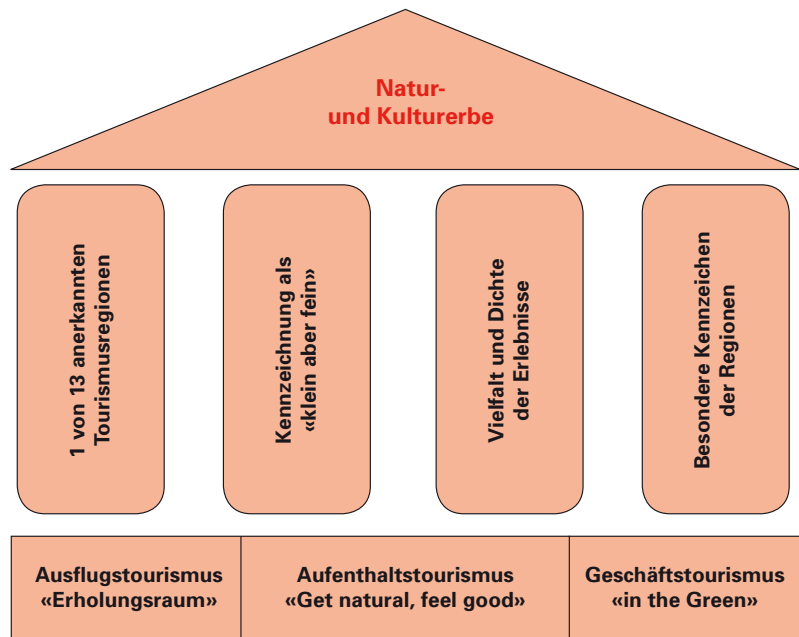 Natur-
und Kulturerbe
1 von 13 anerkannten
Tourismusregionen
Kennzeichnung als
«klein aber fein»
Vielfalt und Dichte
der Erlebnisse
Besondere Kennzeichen
der Regionen
Ausflugstourismus
«Erholungsraum»
Aufenthaltstourismus
«Get natural, feel good»
Geschäftstourismus
«in the Green»